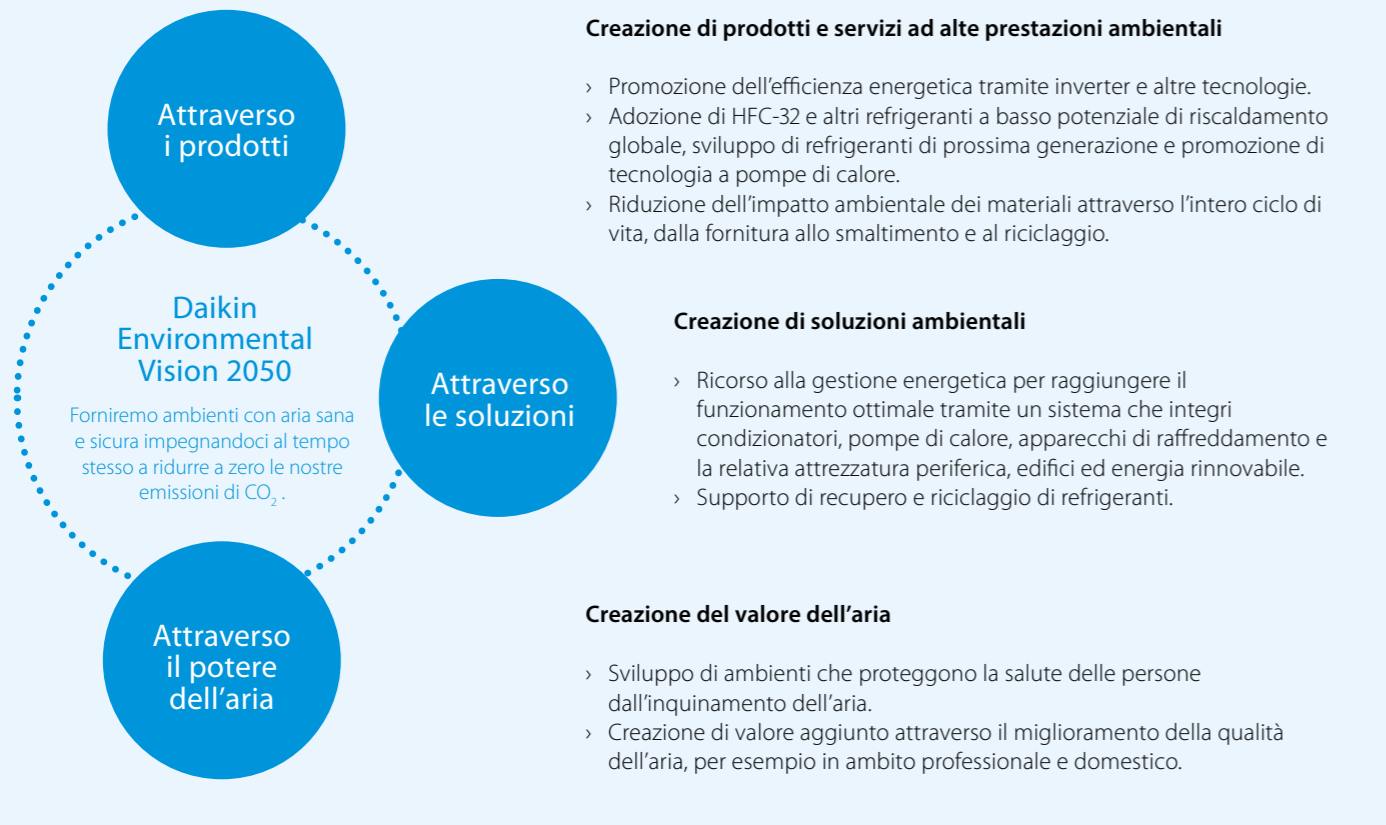 Attraverso
i prodotti
Creazione di prodotti e servizi ad alte prestazioni ambientali
› Promozione dell’efficienza energetica tramite inverter e altre tecnologie.
› Adozione di HFC-32 e altri refrigeranti a basso potenziale di riscaldamento
globale, sviluppo di refrigeranti di prossima generazione e promozione di
tecnologia a pompe di calore.
› Riduzione dell’impatto ambientale dei materiali attraverso l’intero ciclo di
vita, dalla fornitura allo smaltimento e al riciclaggio.
Daikin
Environmental
Vision 2050
Forniremo ambienti con aria sana
e sicura impegnandoci al tempo
stesso a ridurre a zero le nostre
emissioni di CO₂ .
Attraverso
le soluzioni
Creazione di soluzioni ambientali
› Ricorso alla gestione energetica per raggiungere il
funzionamento ottimale tramite un sistema che integri
condizionatori, pompe di calore, apparecchi di raffreddamento e
la relativa attrezzatura periferica, edifici ed energia rinnovabile.
› Supporto di recupero e riciclaggio di refrigeranti.
Attraverso
il potere
dell’aria
Creazione del valore dell’aria
› Sviluppo di ambienti che proteggono la salute delle persone
dall’inquinamento dell’aria.
› Creazione di valore aggiunto attraverso il miglioramento della qualità
dell’aria, per esempio in ambito professionale e domestico.